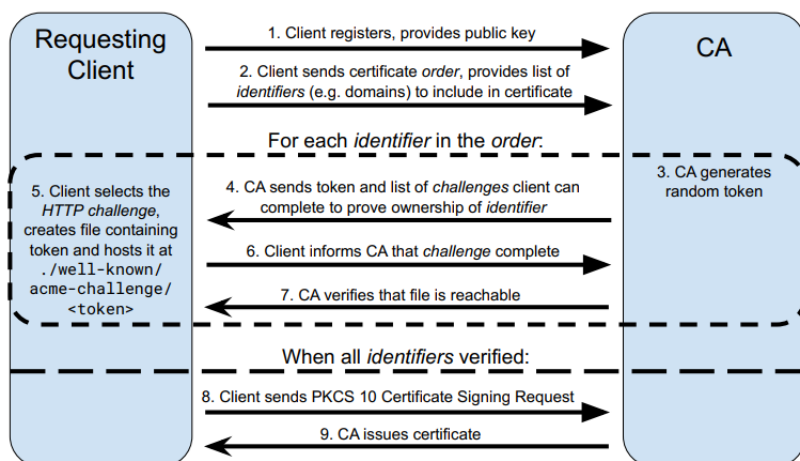 Requesting
Client
CA
1. Client registers, provides public key
2. Client sends certificate order, provides list of
identifiers (e.g. domains) to include in certificate
For each identifier in the order:
3. CA generates
random token
4. CA sends token and list of challenges client can
complete to prove ownership of identifier
5. Client selects the
HTTP challenge,
creates file containing
token and hosts it at
./well-known/
acme-challenge/
<token>
6. Client informs CA that challenge complete
7. CA verifies that file is reachable
When all identifiers verified:
8. Client sends PKCS 10 Certificate Signing Request
9. CA issues certificate